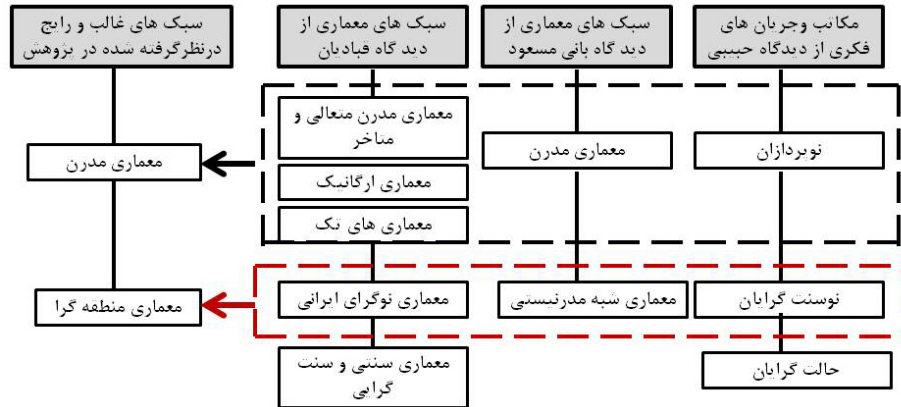 مکاتب وجریان های
فکری از دیدگاه حبیبی
سبک های معماری از
دید گاه بانی مسعود
سبک های معماری از
دید گاه قبادیان
سبک های غالب و رایج
درنظرگرفته شده در پژوهش
نوپردازان
معماری مدرن
معماری مدرن متعالی و
متاخر
معماری ارگانیک
معماری های تک
معماری مدرن
نوسنت گرایان
معماری شبه مدرنیستی
معماری نوگرای ایرانی
معماری منطقه گرا
حالت گرایان
معماری سنتی و سنت
گرایی